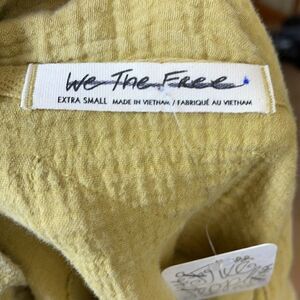 We The Free
EXTRA SMALL MADE IN VIETNAM / FABRIQUÉ AU VIETNAM